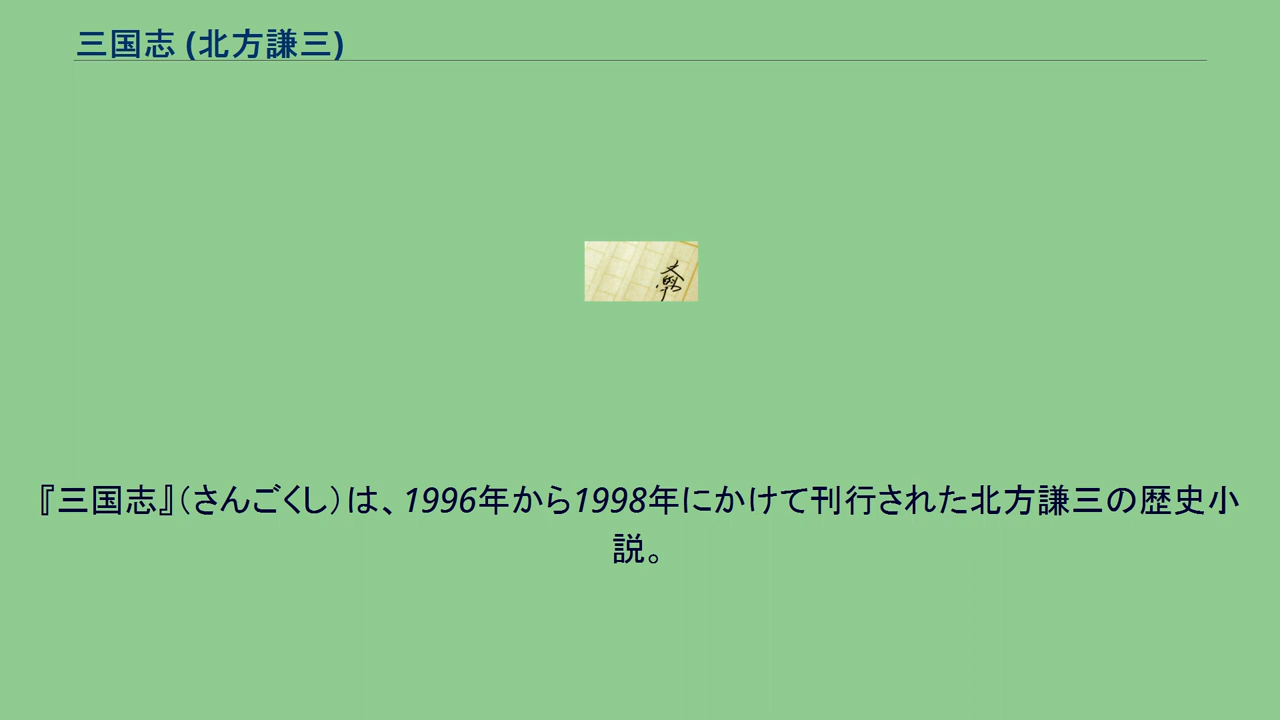 三国志 (北方謙三)
『三国志』（さんごくし）は、1996年から1998年にかけて刊行された北方謙三の歴史小
説。